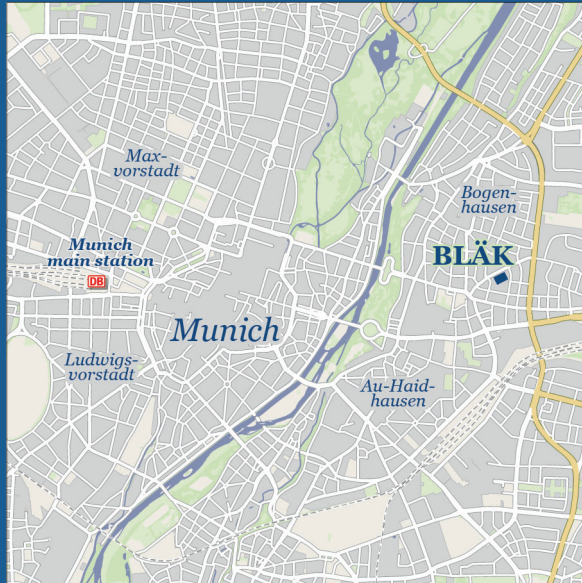 Max-
vorstadt
Bogen-
hausen
Munich
main station
DB
BLÄK
Munich
Ludwigs-
vorstadt
Au-Haid-
hausen